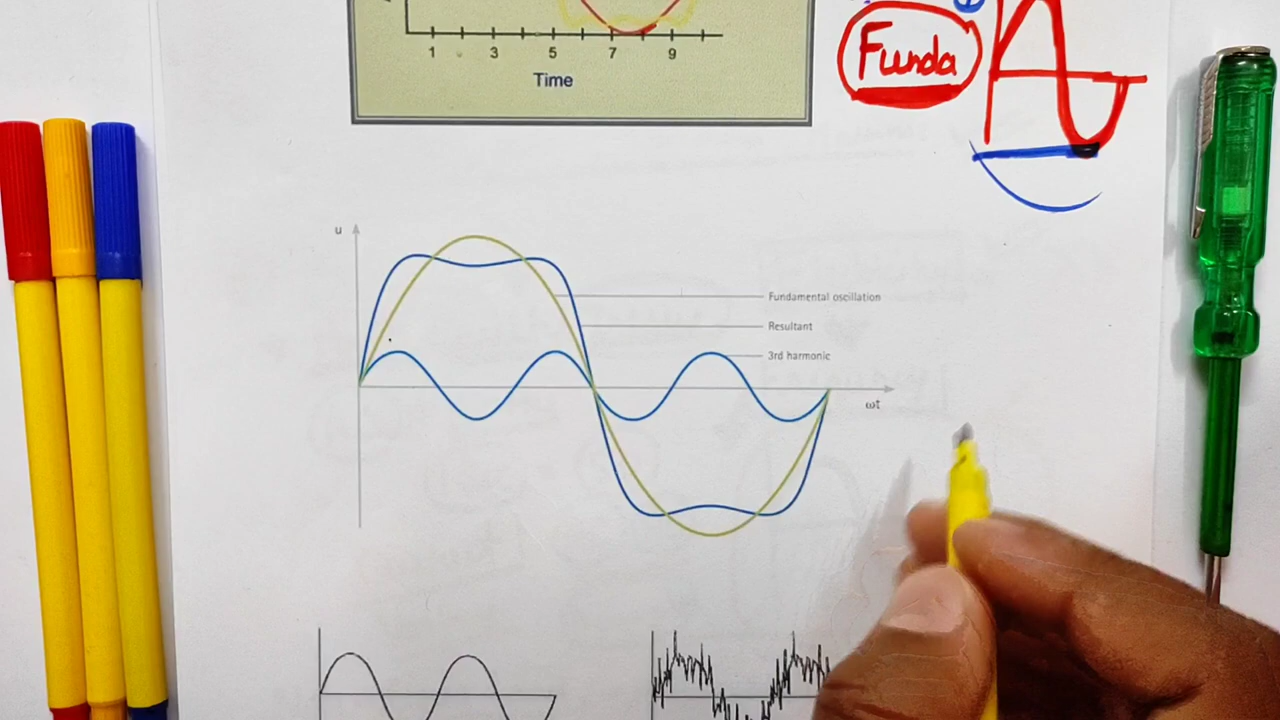 1 3 5 7 9
Time
Funda
u
Fundamental oscillation
Resultant
3rd harmonic
ωt